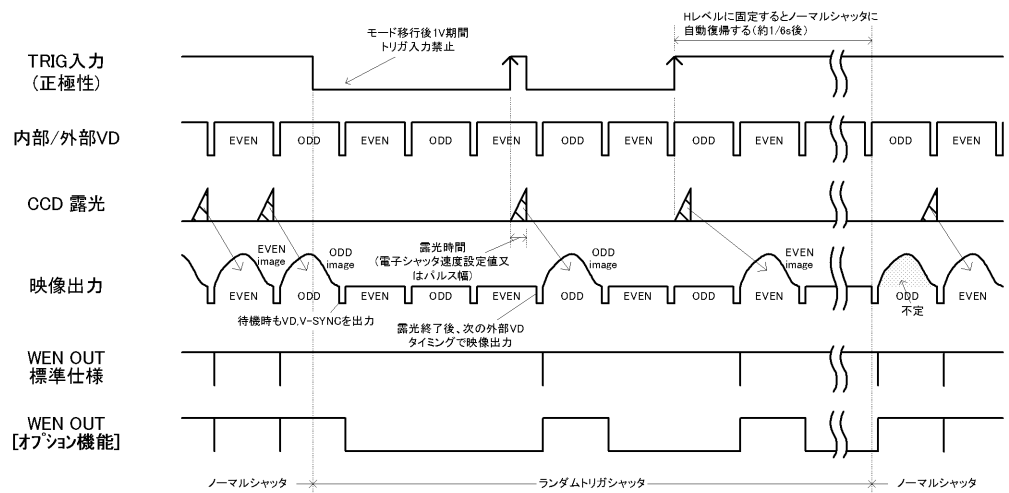 Hレベルに固定するとノーマルシャッタに
自動復帰する(約1/6s後)
モード移行後1V期間
トリガ入力禁止
TRIG入力
(正極性)
内部/外部VD
EVEN ODD EVEN ODD EVEN ODD EVEN ODD EVEN ODD EVEN
CCD 露光
露光時間
(電子シャッタ速度設定値又
はパルス幅)
EVEN
image
ODD
image
ODD
image
EVEN
image
映像出力
EVEN ODD EVEN ODD EVEN ODD EVEN ODD EVEN ODD EVEN
不定
待機時もVD,V-SYNCを出力
露光終了後、次の外部VD
タイミングで映像出力
WEN OUT
標準仕様
WEN OUT
[オプション機能]
ノーマルシャッタ ランダムトリガシャッタ ノーマルシャッタ